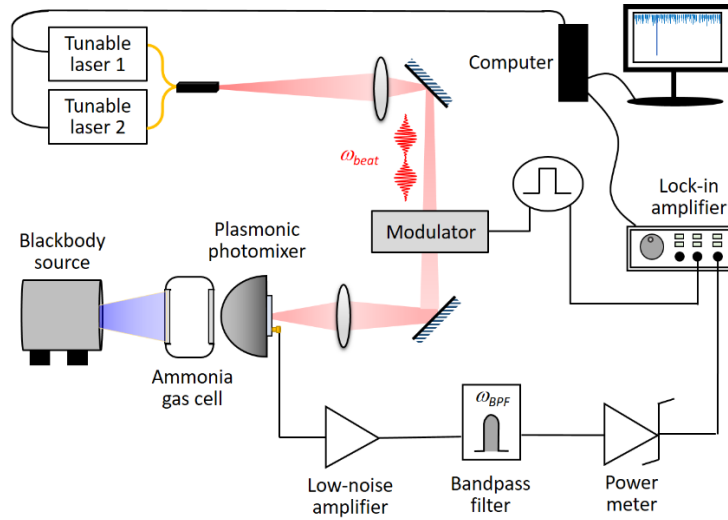 Tunable
laser 1
Tunable
laser 2
Computer
ω_beat
Lock-in
amplifier
Modulator
Plasmonic
photomixer
Blackbody
source
Ammonia
gas cell
ω_BPF
Low-noise
amplifier
Bandpass
filter
Power
meter